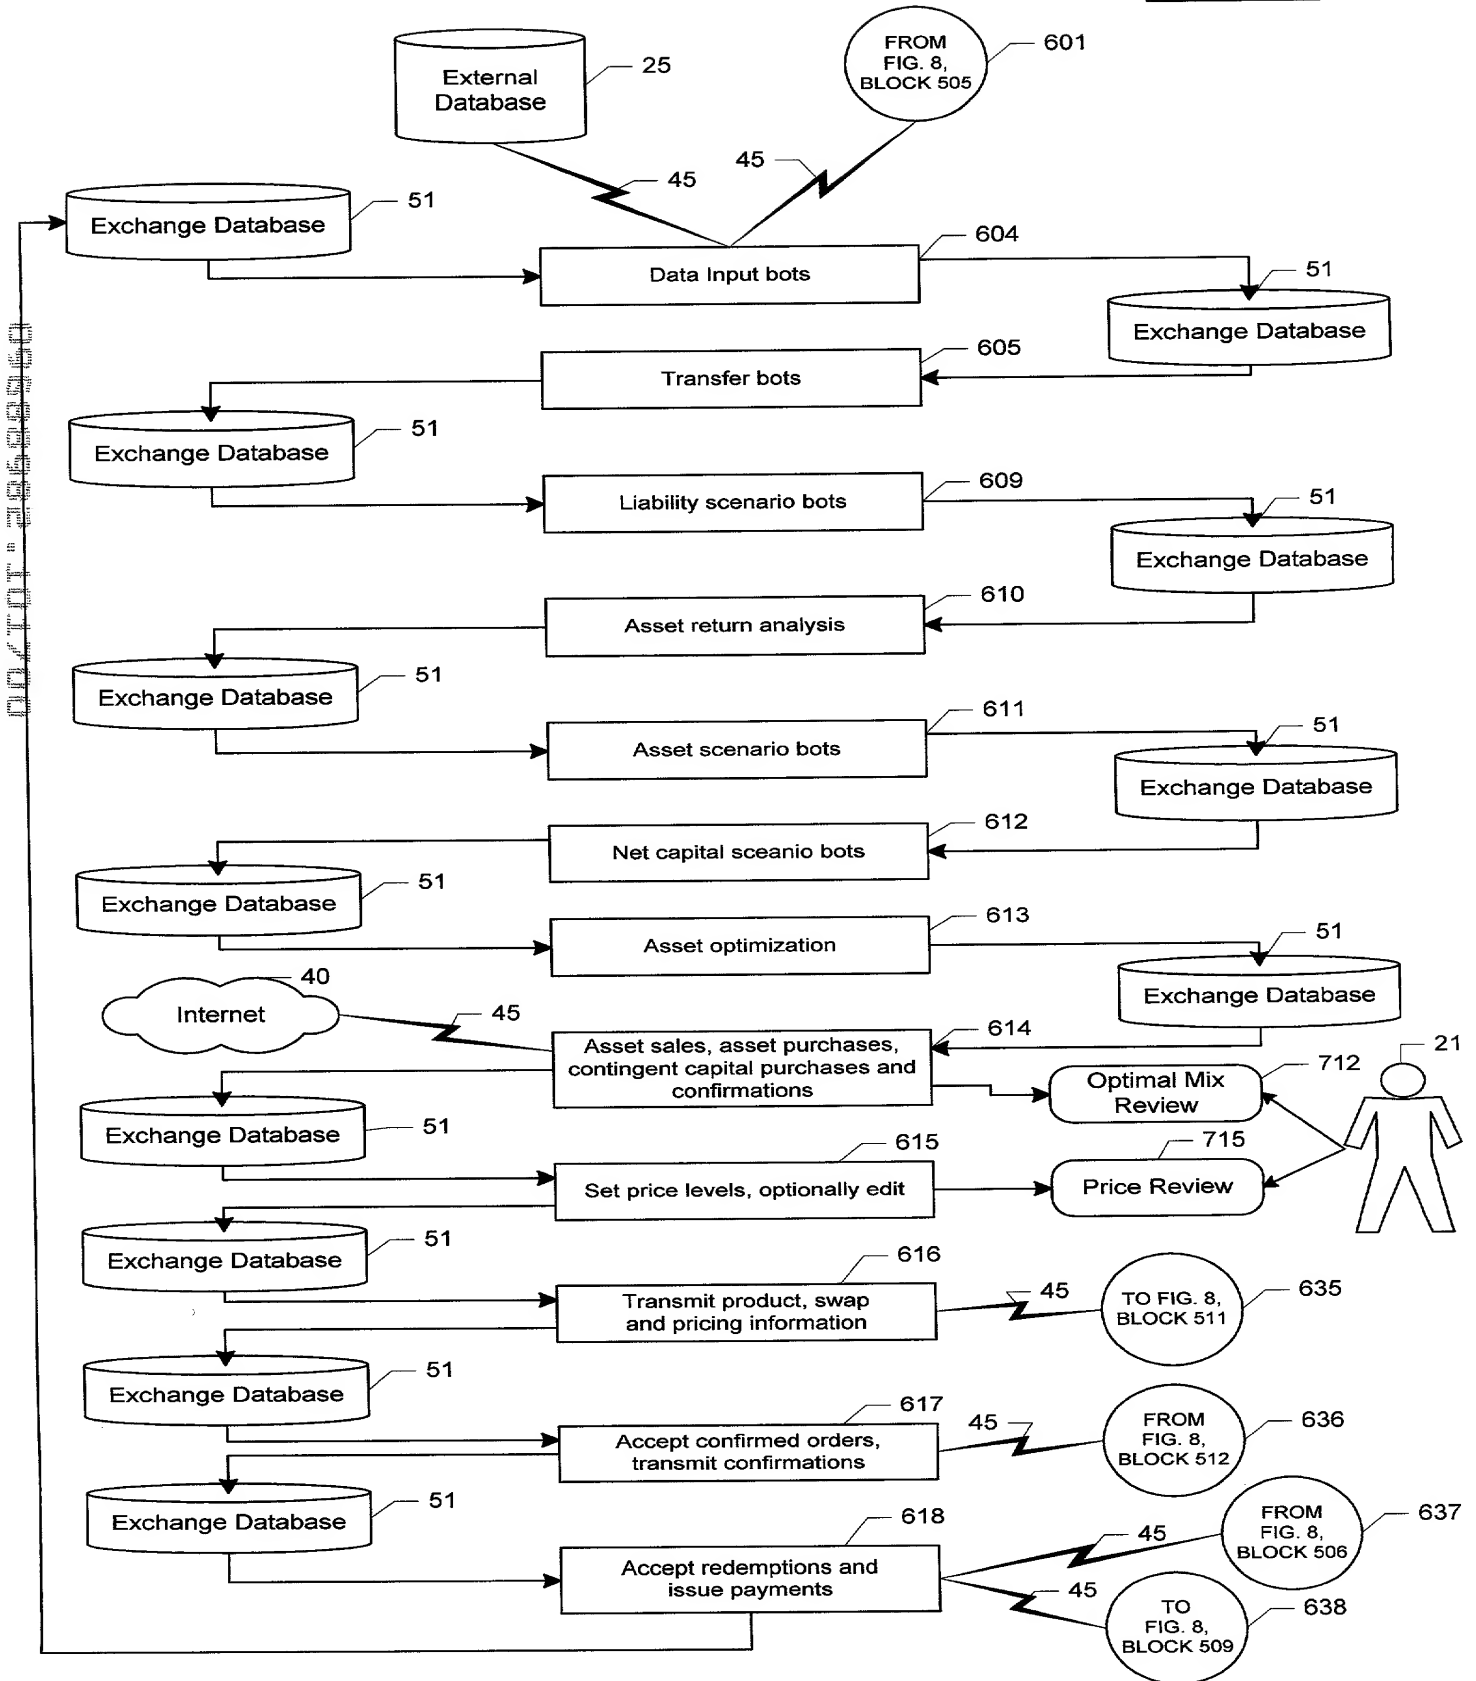 FROM
FIG. 8,
BLOCK 505
601
External
Database
25
45
45
Exchange Database
51
604
Data Input bots
51
Exchange Database
605
Transfer bots
51
Exchange Database
609
Liability scenario bots
51
Exchange Database
610
Asset return analysis
51
Exchange Database
611
Asset scenario bots
51
Exchange Database
612
Net capital sceanio bots
51
Exchange Database
613
Asset optimization
51
Exchange Database
40
Internet
45
614
Asset sales, asset purchases,
contingent capital purchases and
confirmations
712
Optimal Mix
Review
21
51
Exchange Database
615
Set price levels, optionally edit
715
Price Review
51
Exchange Database
616
Transmit product, swap
and pricing information
45
TO FIG. 8,
BLOCK 511
635
51
Exchange Database
617
Accept confirmed orders,
transmit confirmations
45
FROM
FIG. 8,
BLOCK 512
636
51
Exchange Database
618
Accept redemptions and
issue payments
45
FROM
FIG. 8,
BLOCK 506
637
45
TO
FIG. 8,
BLOCK 509
638